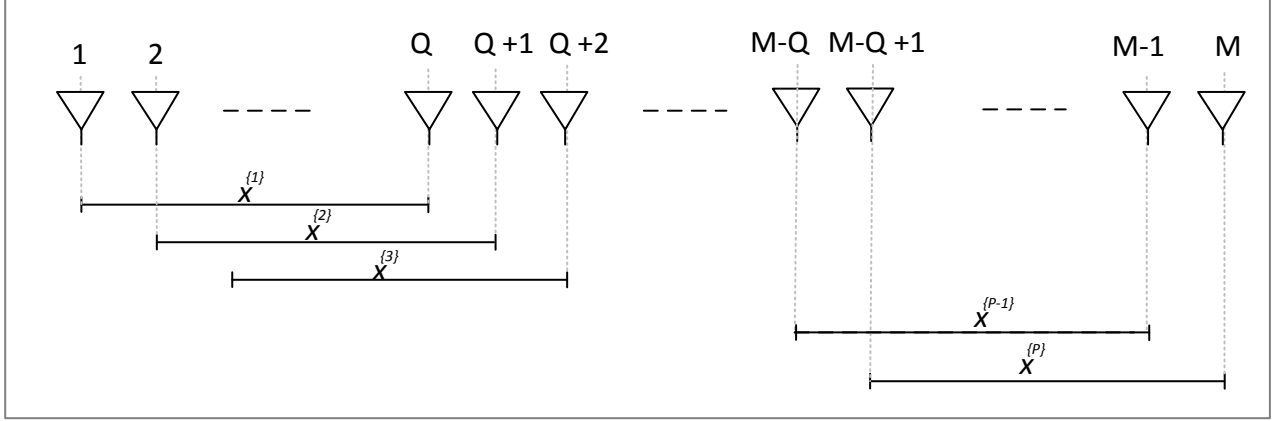 1 2 Q Q +1 Q +2 M-Q M-Q +1 M-1 M
x{1}
x{2}
x{3}
x{P-1}
x{P}